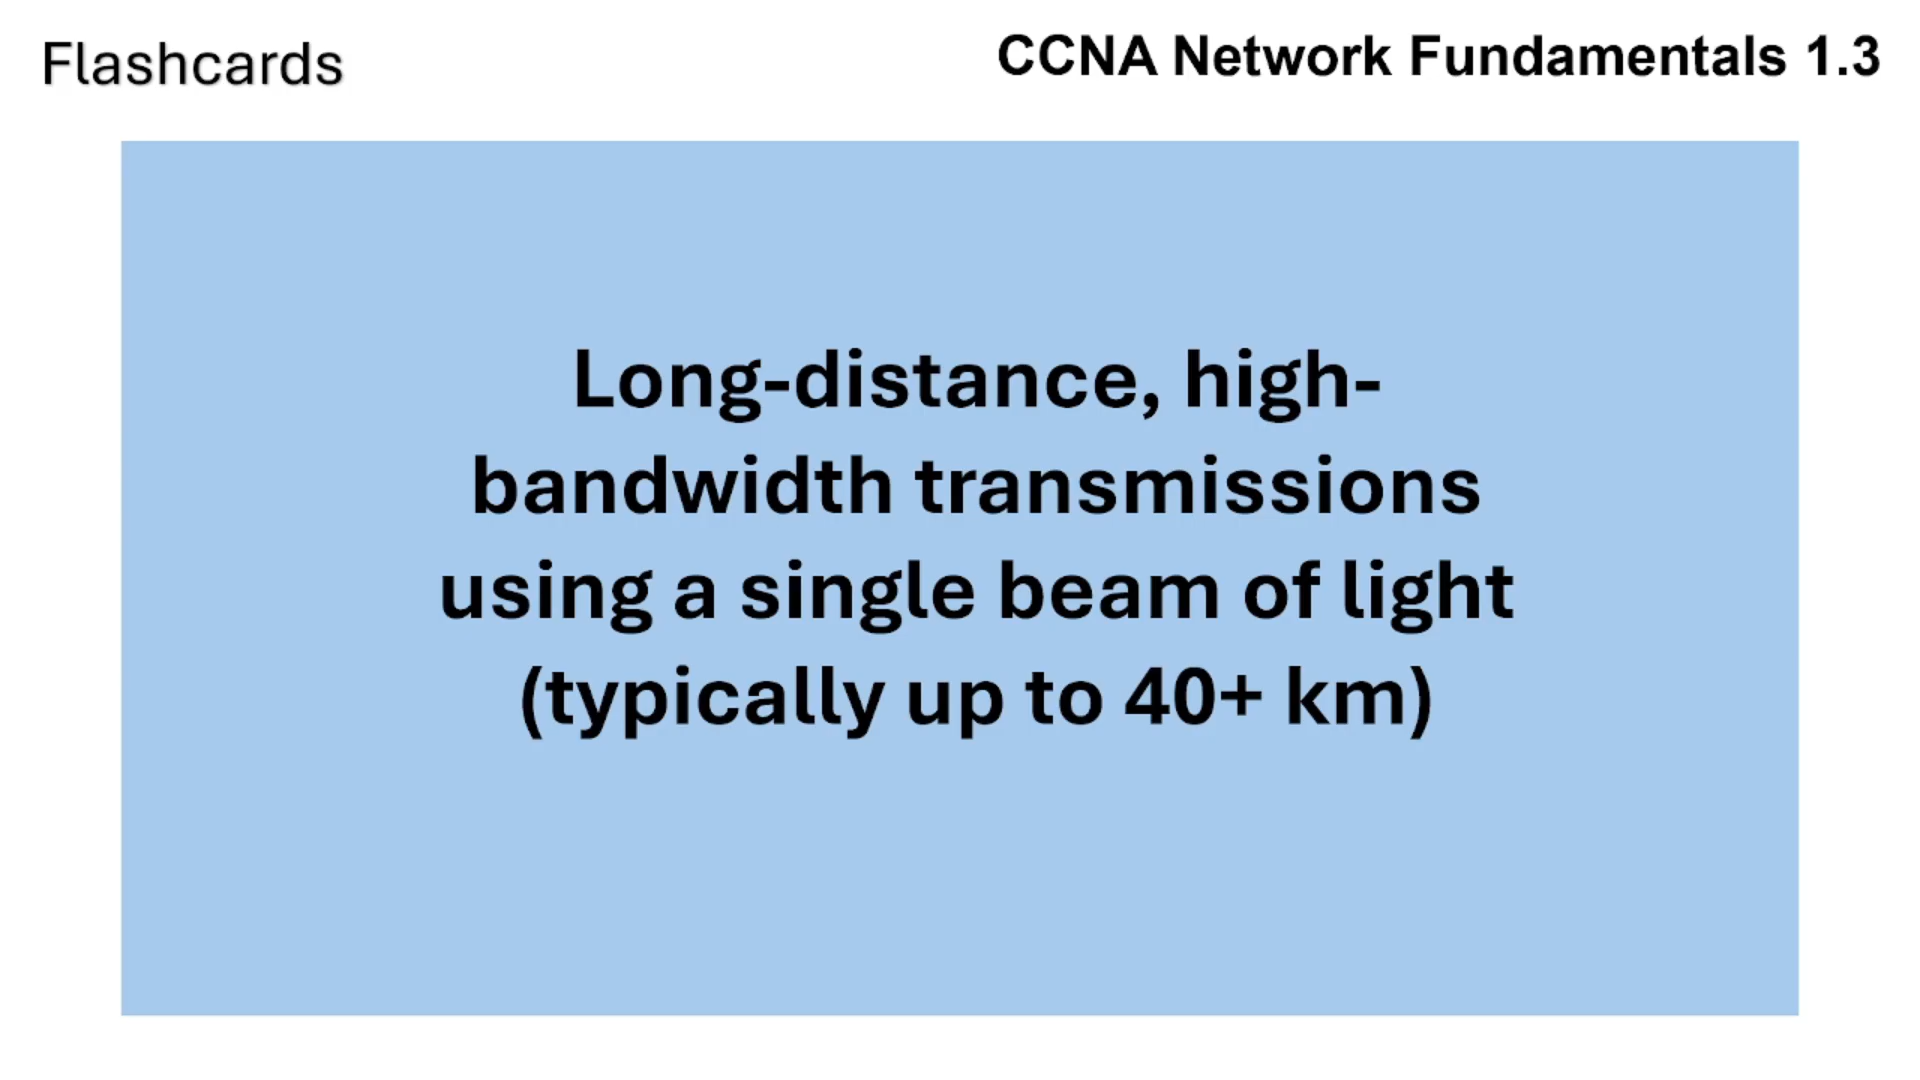 Flashcards
CCNA Network Fundamentals 1.3
Long-distance, high-
bandwidth transmissions
using a single beam of light
(typically up to 40+ km)